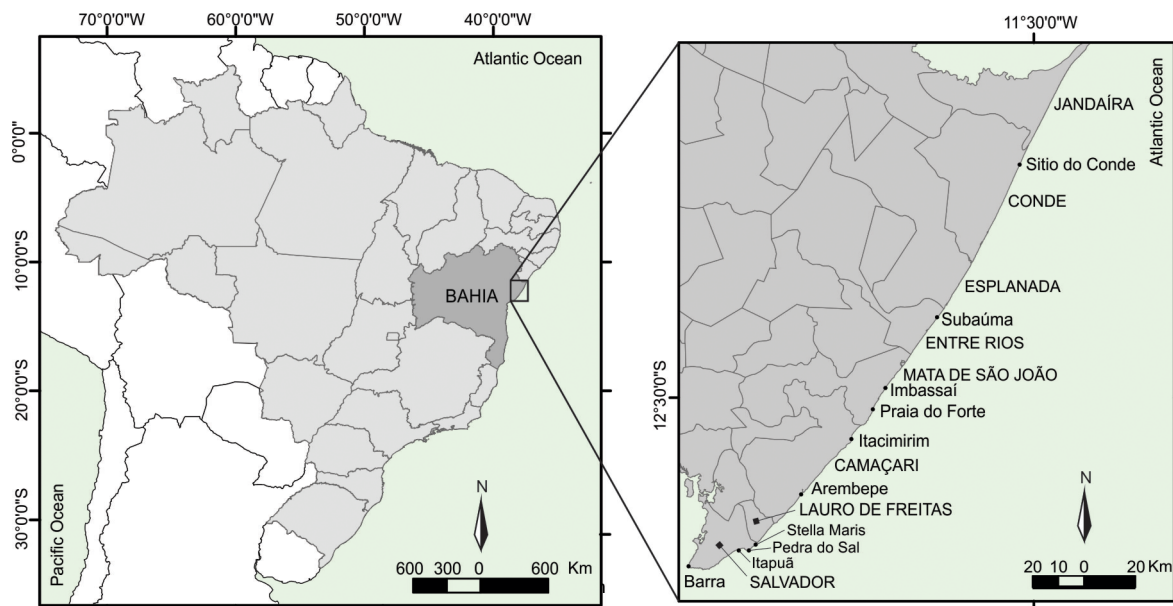 70°0'0"W 60°0'0"W 50°0'0"W 40°0'0"W
Atlantic Ocean
0°0'0"
10°0'0"S
20°0'0"S
30°0'0"S
BAHIA
Pacific Ocean
N
600 300 0 600 Km
11°30'0"W
Atlantic Ocean
JANDAÍRA
Sitio do Conde
CONDE
ESPLANADA
Subaúma
ENTRE RIOS
MATA DE SÃO JOÃO
Imbassaí
12°30'0"S
Praia do Forte
Itacimirim
CAMAÇARI
Arembepe
LAURO DE FREITAS
Stella Maris
Pedra do Sal
Itapuã
Barra
SALVADOR
N
20 10 0 20 Km